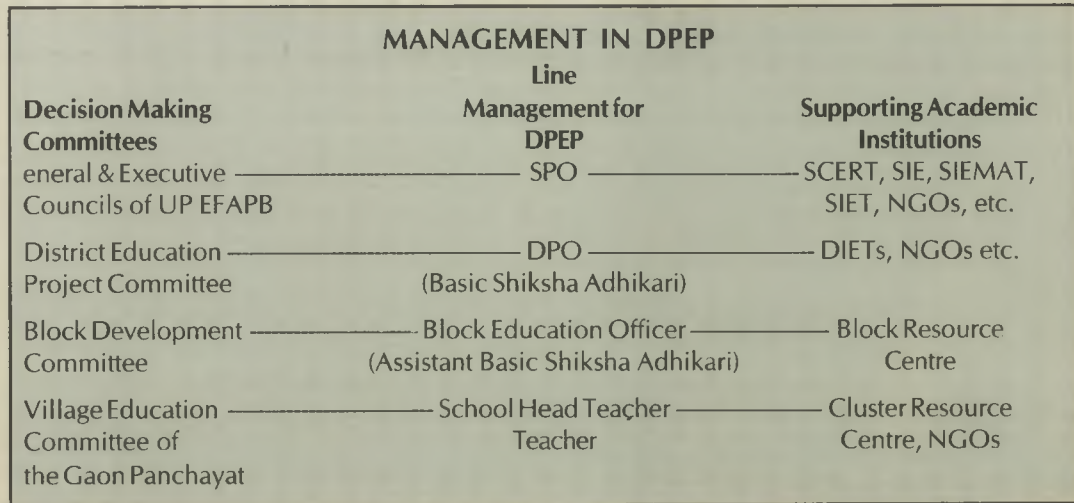 MANAGEMENT IN DPEP
Line
Decision Making Management for Supporting Academic
Committees DPEP Institutions
eneral & Executive SPO SCERT, SIE, SIEMAT,
Councils of UP EFAPB SIET, NGOs, etc.
District Education DPO DIETs, NGOs etc.
Project Committee (Basic Shiksha Adhikari)
Block Development Block Education Officer Block Resource
Committee (Assistant Basic Shiksha Adhikari) Centre
Village Education School Head Teacher Cluster Resource
Committee of Teacher Centre, NGOs
the Gaon Panchayat